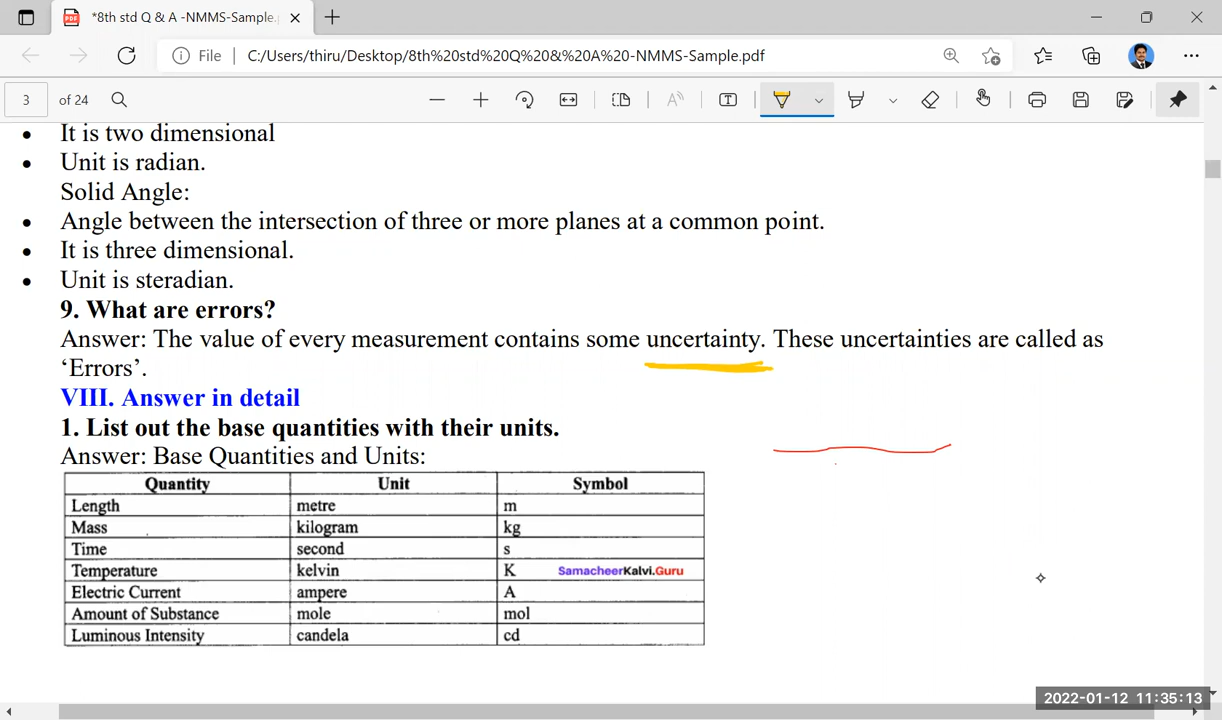 *8th std Q & A -NMMS-Sample.
File
C:/Users/thiru/Desktop/8th%20std%20Q%20&%20A%20-NMMS-Sample.pdf
3 of 24
• It is two dimensional
• Unit is radian.
Solid Angle:
• Angle between the intersection of three or more planes at a common point.
• It is three dimensional.
• Unit is steradian.
9. What are errors?
Answer: The value of every measurement contains some uncertainty. These uncertainties are called as
‘Errors’.
VIII. Answer in detail
1. List out the base quantities with their units.
Answer: Base Quantities and Units:
Quantity Unit Symbol
Length metre m
Mass kilogram kg
Time second s
Temperature kelvin K SamacheerKalvi.Guru
Electric Current ampere A
Amount of Substance mole mol
Luminous Intensity candela cd
2022-01-12 11:35:13